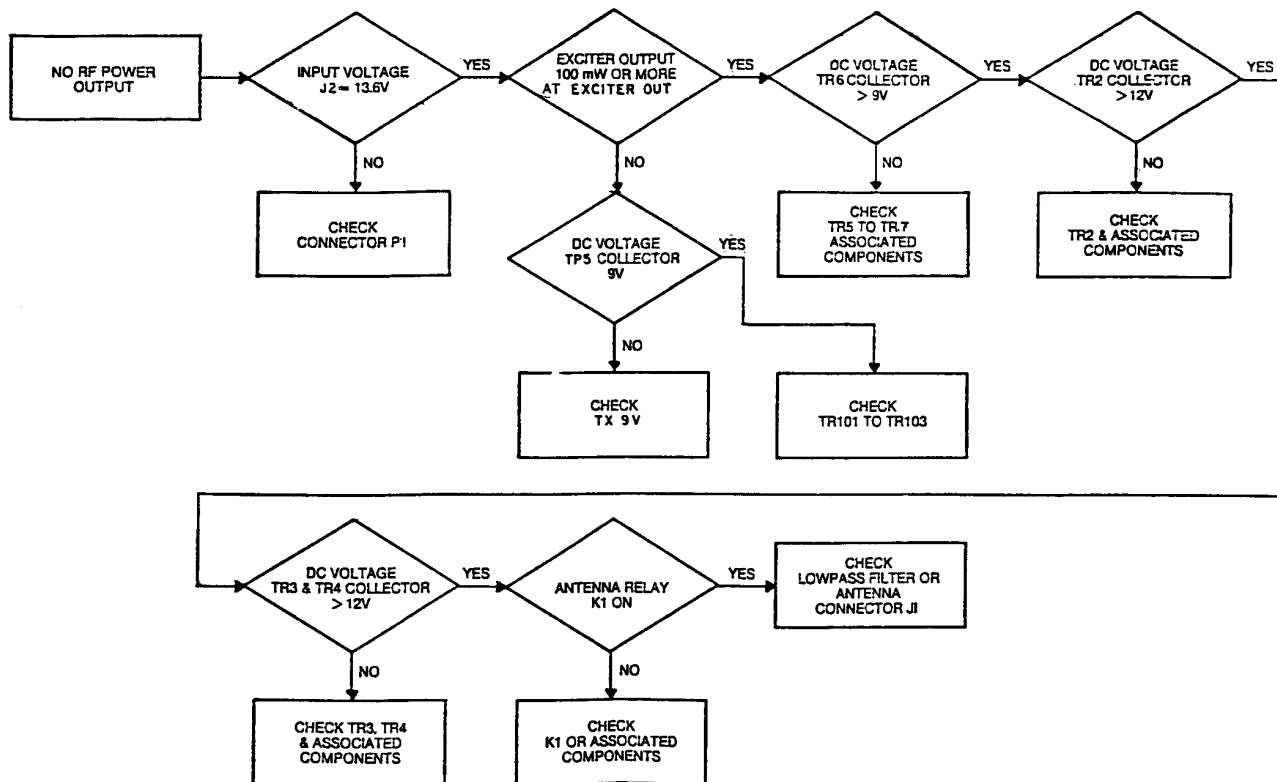 NO RF POWER
OUTPUT
INPUT VOLTAGE
J2 = 13.6V
YES
NO
CHECK
CONNECTOR P1
EXCITER OUTPUT
100 mW OR MORE
AT EXCITER OUT
YES
NO
DC VOLTAGE
TP5 COLLECTOR
9V
YES
NO
CHECK
TX 9V
CHECK
TR101 TO TR103
DC VOLTAGE
TR6 COLLECTOR
> 9V
YES
NO
CHECK
TR5 TO TR7
ASSOCIATED
COMPONENTS
DC VOLTAGE
TR2 COLLECTOR
> 12V
YES
NO
CHECK
TR2 & ASSOCIATED
COMPONENTS
DC VOLTAGE
TR3 & TR4 COLLECTOR
> 12V
YES
NO
CHECK TR3, TR4
& ASSOCIATED
COMPONENTS
ANTENNA RELAY
K1 ON
YES
NO
CHECK
K1 OR ASSOCIATED
COMPONENTS
CHECK
LOWPASS FILTER OR
ANTENNA
CONNECTOR J1